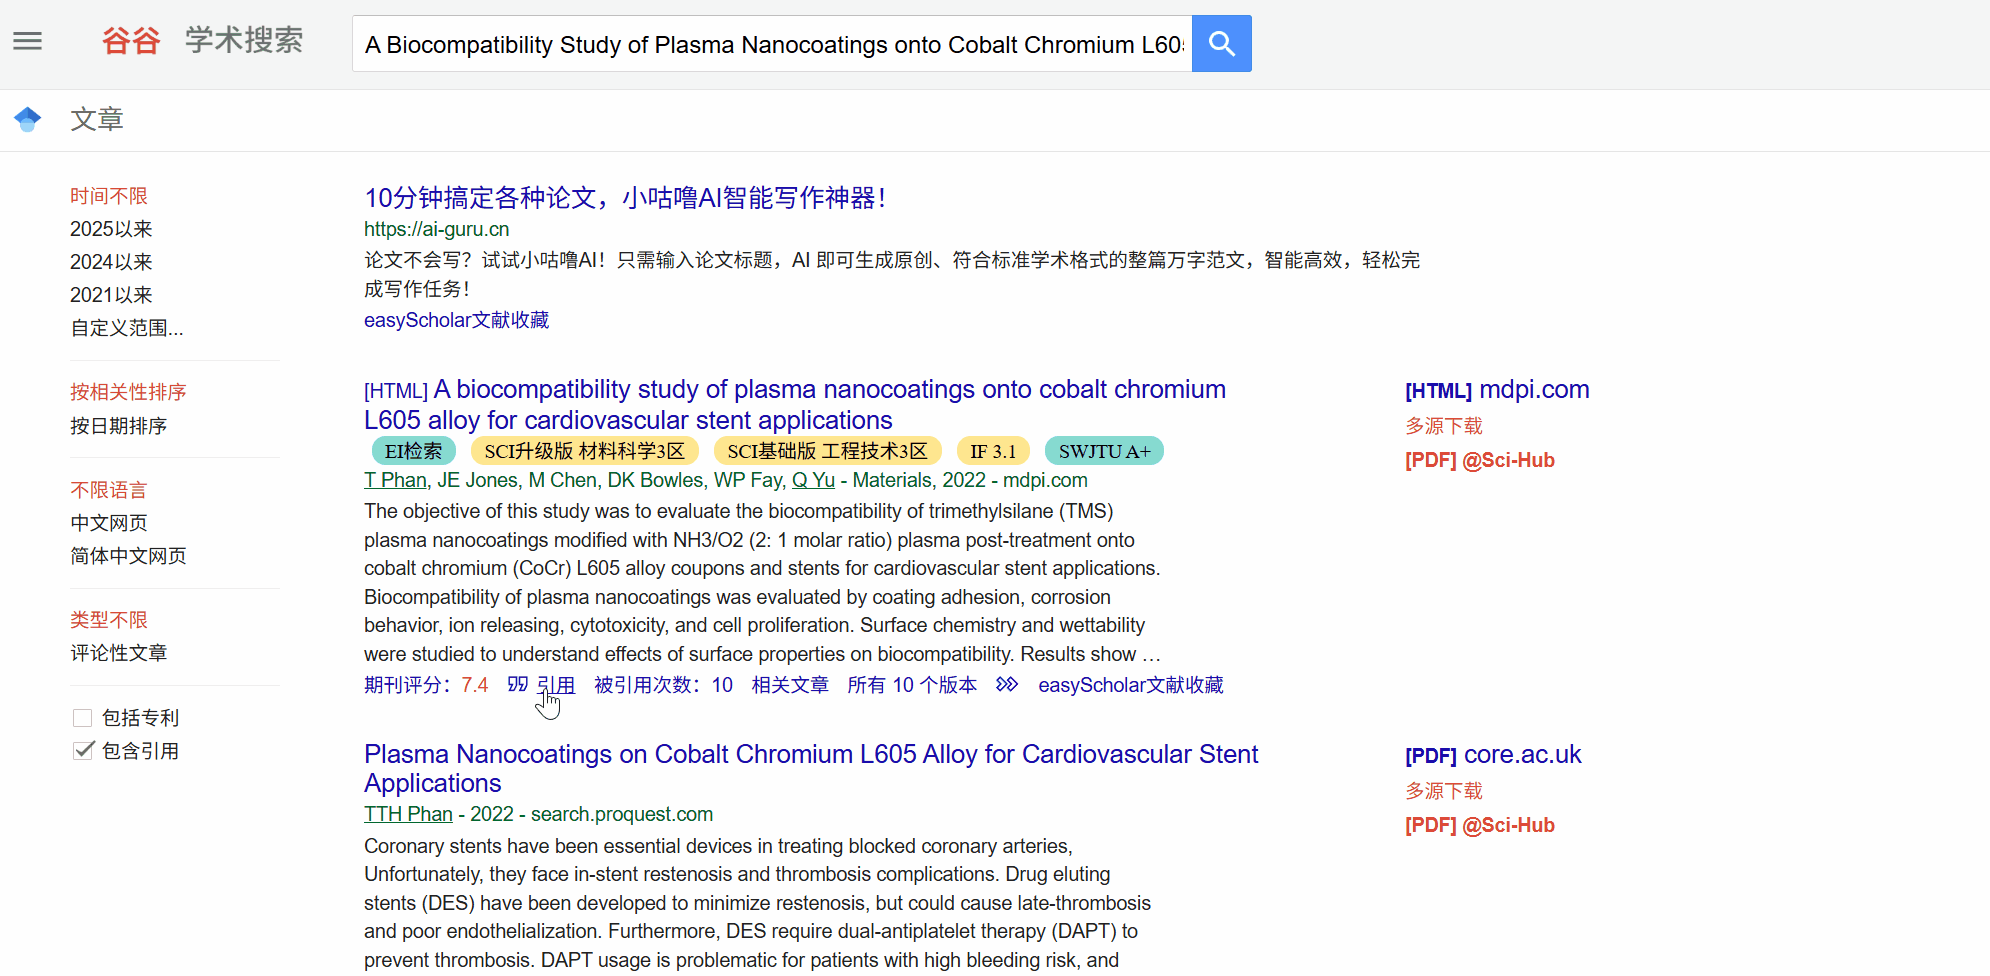 谷谷 学术搜索
A Biocompatibility Study of Plasma Nanocoatings onto Cobalt Chromium L605
文章
时间不限
2025以来
2024以来
2021以来
自定义范围...
按相关性排序
按日期排序
不限语言
中文网页
简体中文网页
类型不限
评论性文章
包括专利
包含引用
10分钟搞定各种论文，小咕噜AI智能写作神器！
https://ai-guru.cn
论文不会写？试试小咕噜AI！只需输入论文标题，AI 即可生成原创、符合标准学术格式的整篇万字范文，智能高效，轻松完
成写作任务！
easyScholar文献收藏
[HTML] A biocompatibility study of plasma nanocoatings onto cobalt chromium
L605 alloy for cardiovascular stent applications
EI检索 SCI升级版 材料科学3区 SCI基础版 工程技术3区 IF 3.1 SWJTU A+
T Phan, JE Jones, M Chen, DK Bowles, WP Fay, Q Yu - Materials, 2022 - mdpi.com
The objective of this study was to evaluate the biocompatibility of trimethylsilane (TMS)
plasma nanocoatings modified with NH3/O2 (2: 1 molar ratio) plasma post-treatment onto
cobalt chromium (CoCr) L605 alloy coupons and stents for cardiovascular stent applications.
Biocompatibility of plasma nanocoatings was evaluated by coating adhesion, corrosion
behavior, ion releasing, cytotoxicity, and cell proliferation. Surface chemistry and wettability
were studied to understand effects of surface properties on biocompatibility. Results show …
期刊评分：7.4 引用 被引用次数：10 相关文章 所有 10 个版本 easyScholar文献收藏
[HTML] mdpi.com
多源下载
[PDF] @Sci-Hub
Plasma Nanocoatings on Cobalt Chromium L605 Alloy for Cardiovascular Stent
Applications
TTH Phan - 2022 - search.proquest.com
Coronary stents have been essential devices in treating blocked coronary arteries,
Unfortunately, they face in-stent restenosis and thrombosis complications. Drug eluting
stents (DES) have been developed to minimize restenosis, but could cause late-thrombosis
and poor endothelialization. Furthermore, DES require dual-antiplatelet therapy (DAPT) to
prevent thrombosis. DAPT usage is problematic for patients with high bleeding risk, and
[PDF] core.ac.uk
多源下载
[PDF] @Sci-Hub